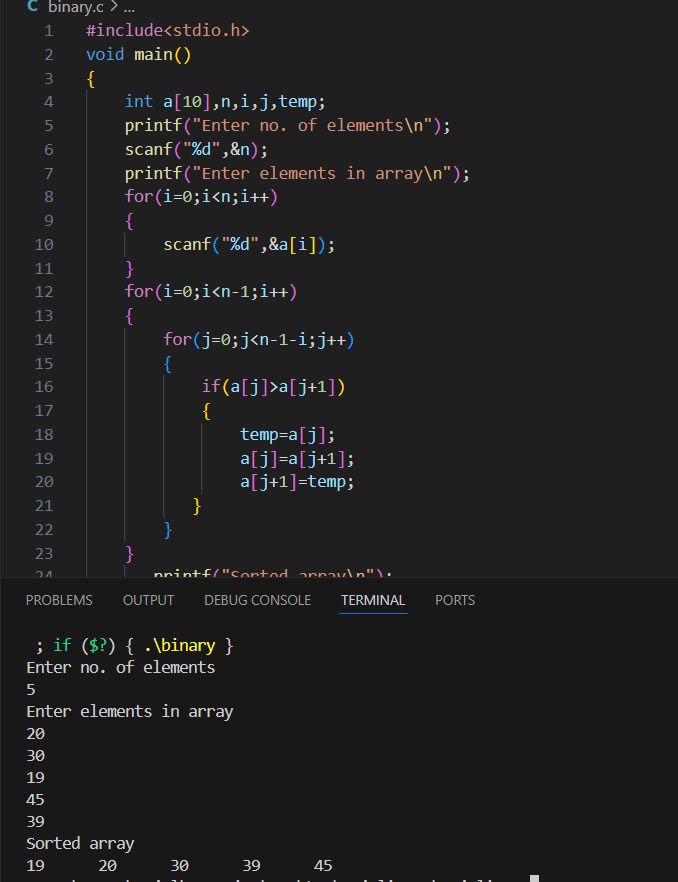 C binary.c > ...
1 #include<stdio.h>
2 void main()
3 {
4 int a[10],n,i,j,temp;
5 printf("Enter no. of elements\n");
6 scanf("%d",&n);
7 printf("Enter elements in array\n");
8 for(i=0;i<n;i++)
9 {
10 scanf("%d",&a[i]);
11 }
12 for(i=0;i<n-1;i++)
13 {
14 for(j=0;j<n-1-i;j++)
15 {
16 if(a[j]>a[j+1])
17 {
18 temp=a[j];
19 a[j]=a[j+1];
20 a[j+1]=temp;
21 }
22 }
23 }
24 printf("Sorted array\n");
PROBLEMS OUTPUT DEBUG CONSOLE TERMINAL PORTS
; if ($?) { .\binary }
Enter no. of elements
5
Enter elements in array
20
30
19
45
39
Sorted array
19 20 30 39 45